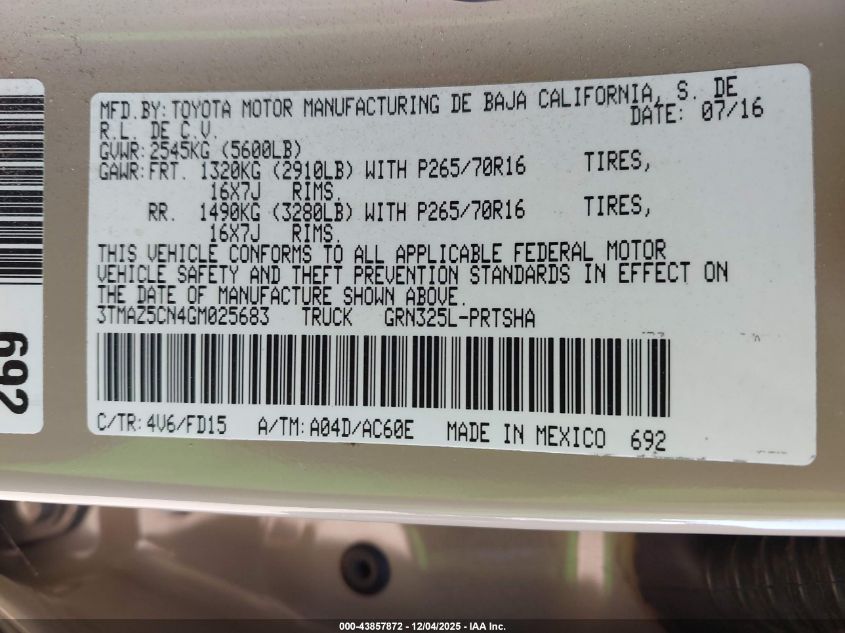 MFD.BY:TOYOTA MOTOR MANUFACTURING DE BAJA CALIFORNIA, S. DE
R.L. DE C.V. DATE: 07/16
GVWR:2545KG (5600LB)
GAWR:FRT. 1320KG (2910LB) WITH P265/70R16 TIRES,
16X7J RIMS.
RR. 1490KG (3280LB) WITH P265/70R16 TIRES,
16X7J RIMS.
THIS VEHICLE CONFORMS TO ALL APPLICABLE FEDERAL MOTOR
VEHICLE SAFETY AND THEFT PREVENTION STANDARDS IN EFFECT ON
THE DATE OF MANUFACTURE SHOWN ABOVE.
3TMAZ5CN4GM025683 TRUCK GRN325L-PRTSHA
C/TR:4V6/FD15 A/TM:A04D/AC60E MADE IN MEXICO 692
692
000-43857872 - 12/04/2025 - IAA Inc.